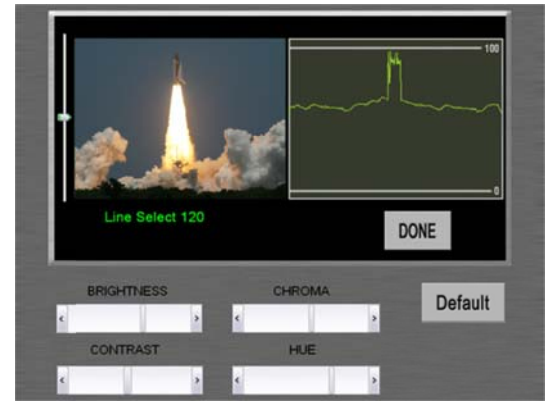 100
0
Line Select 120
DONE
BRIGHTNESS
CHROMA
Default
CONTRAST
HUE